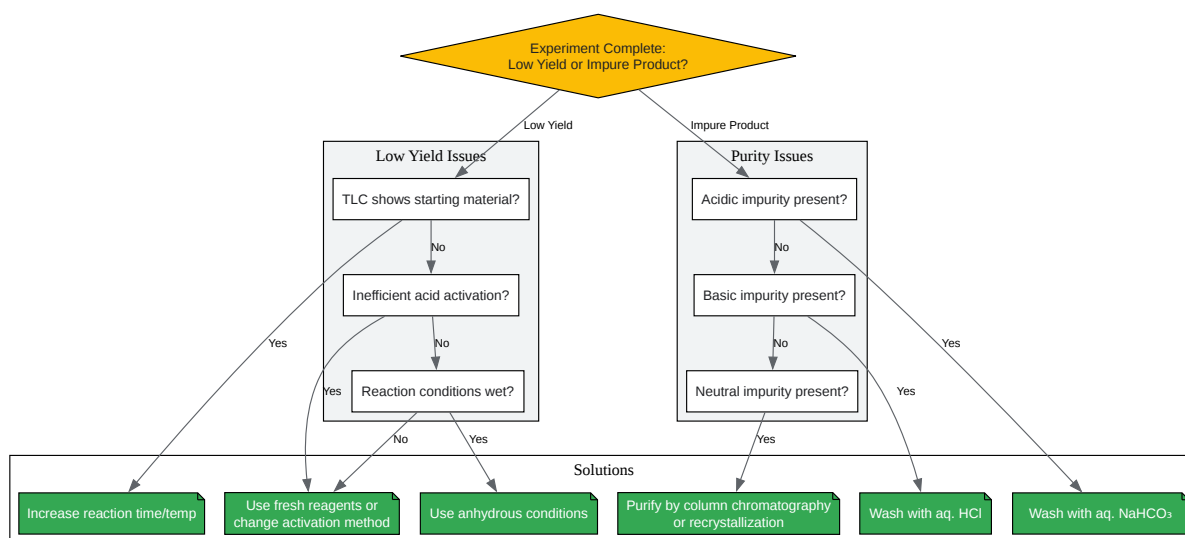 Experiment Complete:
Low Yield or Impure Product?
Low Yield
Impure Product
Low Yield Issues
Purity Issues
TLC shows starting material?
Acidic impurity present?
No
No
Inefficient acid activation?
Basic impurity present?
Yes
No
No
Yes
Yes
Reaction conditions wet?
Neutral impurity present?
Yes
No
Yes
Yes
Solutions
Increase reaction time/temp
Use fresh reagents or
change activation method
Use anhydrous conditions
Purify by column chromatography
or recrystallization
Wash with aq. HCl
Wash with aq. NaHCO₃